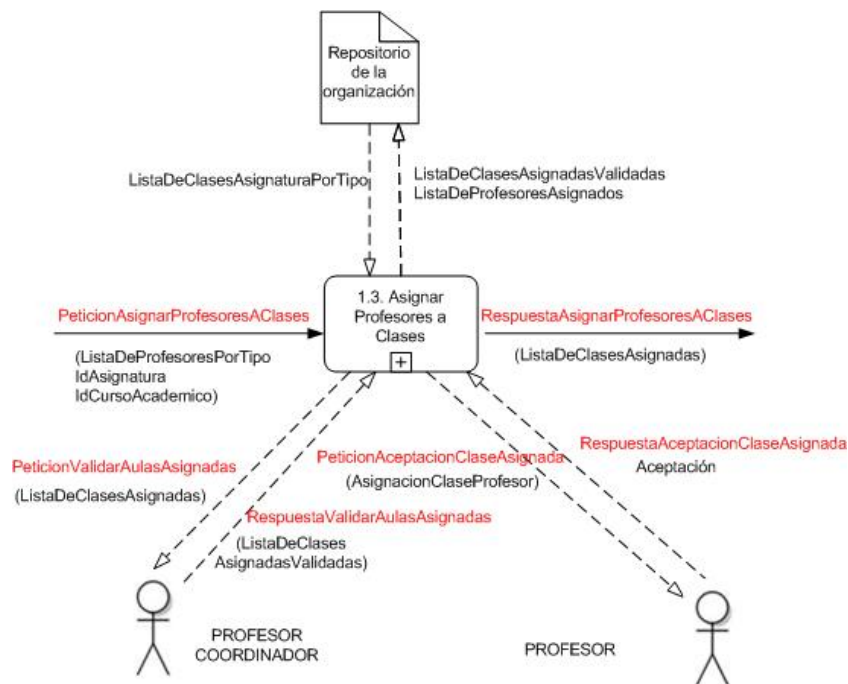 Repositorio
de la
organización
ListaDeClasesAsignaturaPorTipo
ListaDeClasesAsignadasValidadas
ListaDeProfesoresAsignados
PeticionAsignarProfesoresAClases
(ListaDeProfesoresPorTipo
IdAsignatura
IdCursoAcademico)
1.3. Asignar
Profesores a
Clases
+
RespuestaAsignarProfesoresAClases
(ListaDeClasesAsignadas)
PeticionValidarAulasAsignadas
(ListaDeClasesAsignadas)
RespuestaValidarAulasAsignadas
(ListaDeClases
AsignadasValidadas)
PeticionAceptacionClaseAsignada
(AsignacionClaseProfesor)
RespuestaAceptacionClaseAsignada
Aceptación
PROFESOR
COORDINADOR
PROFESOR